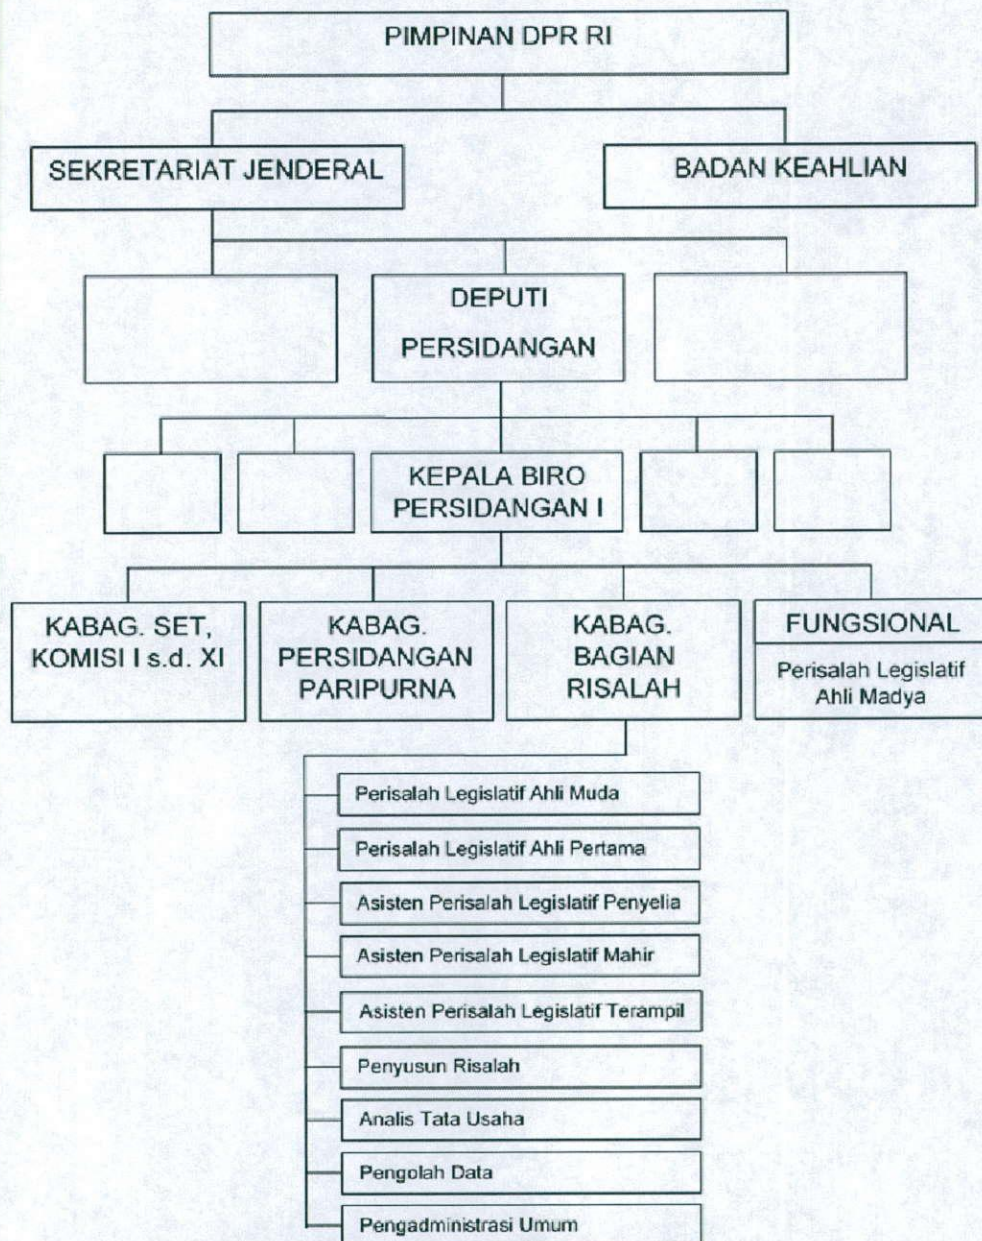 PIMPINAN DPR RI
SEKRETARIAT JENDERAL
BADAN KEAHLIAN
DEPUTI
PERSIDANGAN
KEPALA BIRO
PERSIDANGAN I
KABAG. SET,
KOMISI I s.d. XI
KABAG.
PERSIDANGAN
PARIPURNA
KABAG.
BAGIAN
RISALAH
FUNGSIONAL
Perisalah Legislatif
Ahli Madya
Perisalah Legislatif Ahli Muda
Perisalah Legislatif Ahli Pertama
Asisten Perisalah Legislatif Penyelia
Asisten Perisalah Legislatif Mahir
Asisten Perisalah Legislatif Terampil
Penyusun Risalah
Analis Tata Usaha
Pengolah Data
Pengadministrasi Umum